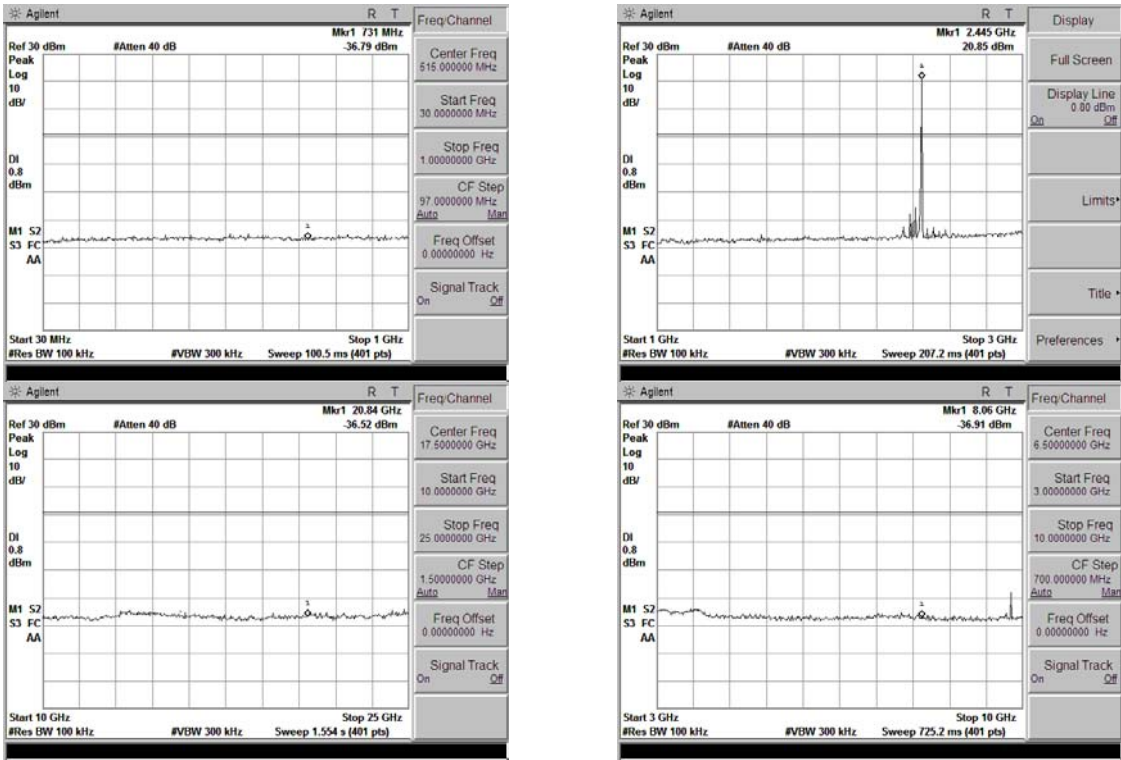 Agilent R T Freq/Channel
Mkr1 731 MHz
Ref 30 dBm #Atten 40 dB -36.79 dBm
Peak
Log
10
dB/
DI
0.8
dBm
M1 S2
S3 FC
AA
1
Start 30 MHz Stop 1 GHz
#Res BW 100 kHz #VBW 300 kHz Sweep 100.5 ms (401 pts)
Center Freq
515.000000 MHz
Start Freq
30.0000000 MHz
Stop Freq
1.00000000 GHz
CF Step
97.0000000 MHz
Auto Man
Freq Offset
0.00000000 Hz
Signal Track
On Off
Agilent R T Display
Mkr1 2.445 GHz
Ref 30 dBm #Atten 40 dB 20.85 dBm
Peak
Log
10
dB/
DI
0.8
dBm
M1 S2
S3 FC
AA
1
Start 1 GHz Stop 3 GHz
#Res BW 100 kHz #VBW 300 kHz Sweep 207.2 ms (401 pts)
Full Screen
Display Line
0.80 dBm
On Off
Limits
Title
Preferences
Agilent R T Freq/Channel
Mkr1 20.84 GHz
Ref 30 dBm #Atten 40 dB -36.52 dBm
Peak
Log
10
dB/
DI
0.8
dBm
M1 S2
S3 FC
AA
1
Start 10 GHz Stop 25 GHz
#Res BW 100 kHz #VBW 300 kHz Sweep 1.554 s (401 pts)
Center Freq
17.5000000 GHz
Start Freq
10.0000000 GHz
Stop Freq
25.0000000 GHz
CF Step
1.50000000 GHz
Auto Man
Freq Offset
0.00000000 Hz
Signal Track
On Off
Agilent R T Freq/Channel
Mkr1 8.06 GHz
Ref 30 dBm #Atten 40 dB -36.91 dBm
Peak
Log
10
dB/
DI
0.8
dBm
M1 S2
S3 FC
AA
1
Start 3 GHz Stop 10 GHz
#Res BW 100 kHz #VBW 300 kHz Sweep 725.2 ms (401 pts)
Center Freq
6.50000000 GHz
Start Freq
3.00000000 GHz
Stop Freq
10.0000000 GHz
CF Step
700.000000 MHz
Auto Man
Freq Offset
0.00000000 Hz
Signal Track
On Off